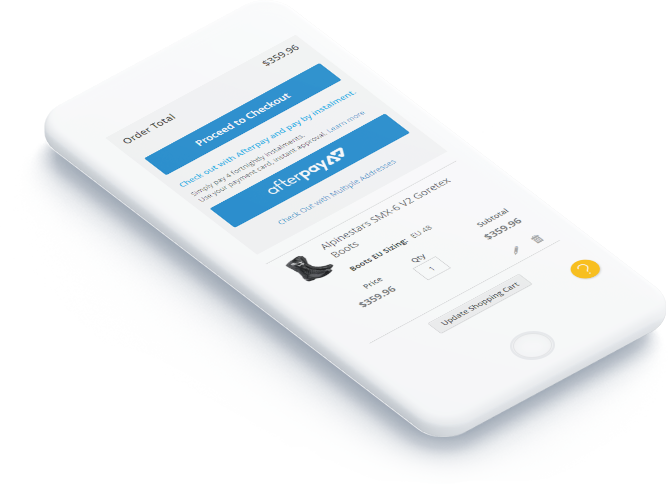 Order Total $359.96
Proceed to Checkout
Check out with Afterpay and pay by instalment.
Simply pay 4 fortnightly instalments.
Use your payment card, instant approval. Learn more
afterpay
Check Out with Multiple Addresses
Alpinestars SMX-6 V2 Goretex
Boots
Boots EU Sizing: EU 48
Price Qty Subtotal
$359.96 1 $359.96
Update Shopping Cart
?